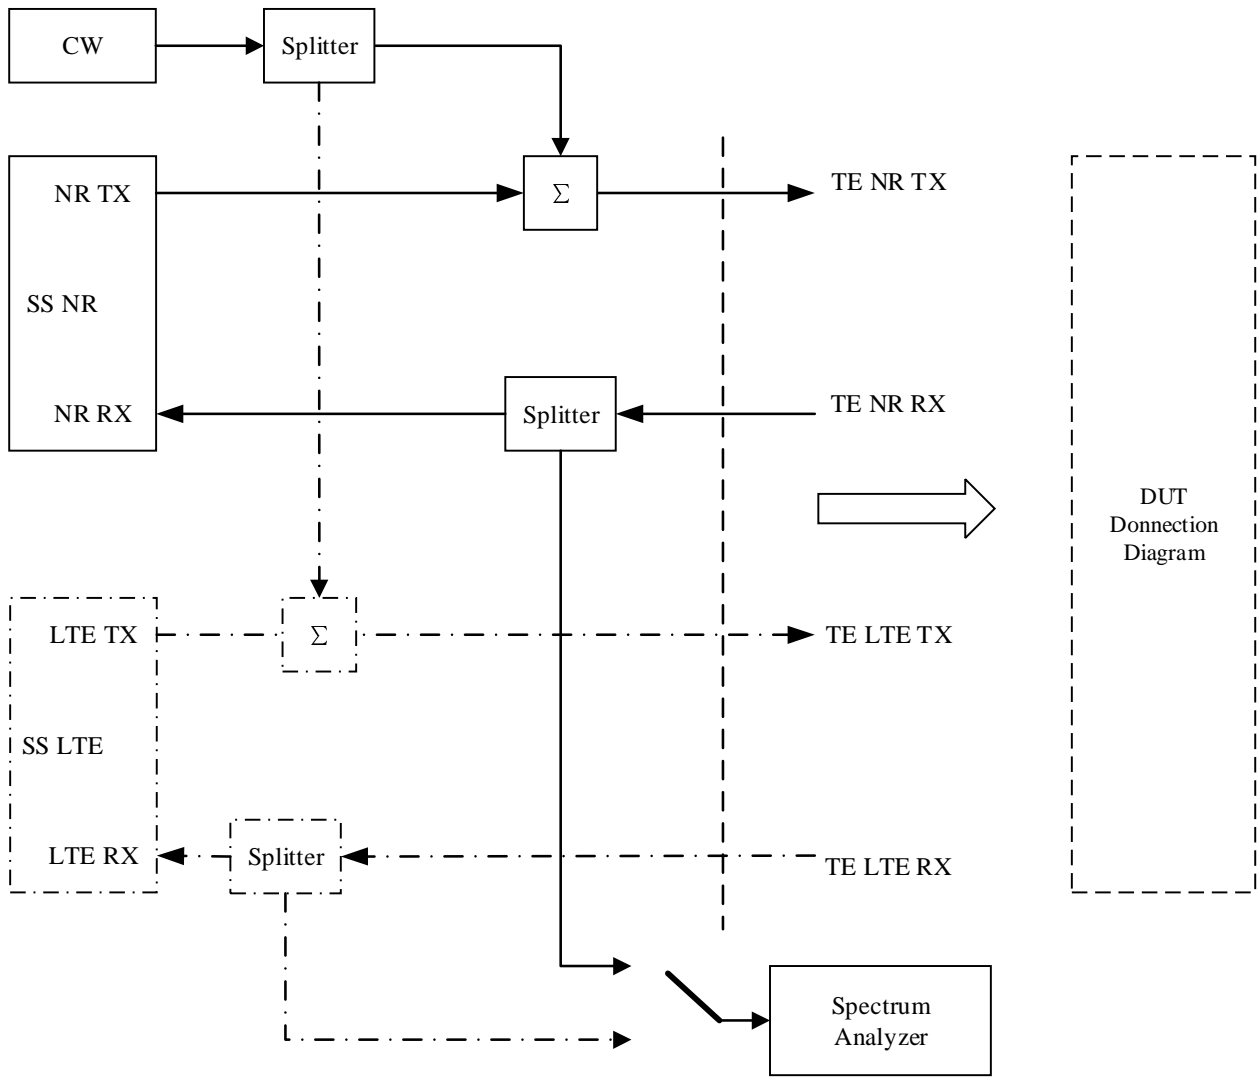 CW
Splitter
NR TX
Σ
TE NR TX
SS NR
NR RX
Splitter
TE NR RX
DUT
Donnection
Diagram
LTE TX
Σ
TE LTE TX
SS LTE
LTE RX
Splitter
TE LTE RX
Spectrum
Analyzer